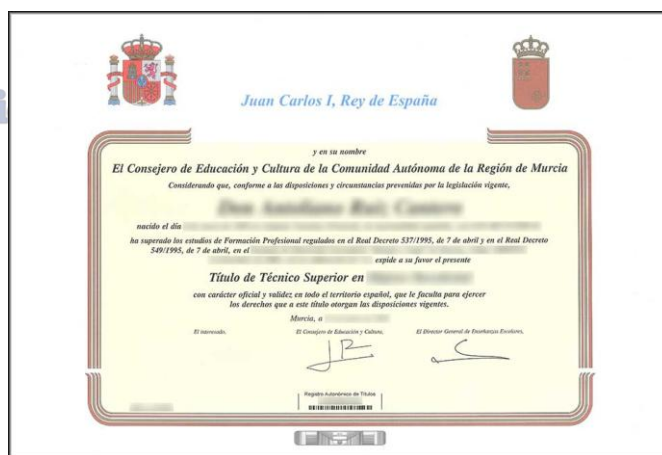 Juan Carlos I, Rey de España
y en su nombre
El Consejero de Educación y Cultura de la Comunidad Autónoma de la Región de Murcia
Considerando que, conforme a las disposiciones y circunstancias prevenidas por la legislación vigente,
nacido el día
ha superado los estudios de Formación Profesional regulados en el Real Decreto 537/1995, de 7 de abril y en el Real Decreto
549/1995, de 7 de abril, en el
expide a su favor el presente
Título de Técnico Superior en
con carácter oficial y validez en todo el territorio español, que le faculta para ejercer
los derechos que a este título otorgan las disposiciones vigentes.
Murcia, a
El interesado, El Consejero de Educación y Cultura, El Director General de Enseñanzas Escolares,
Registro Autonómico de Títulos